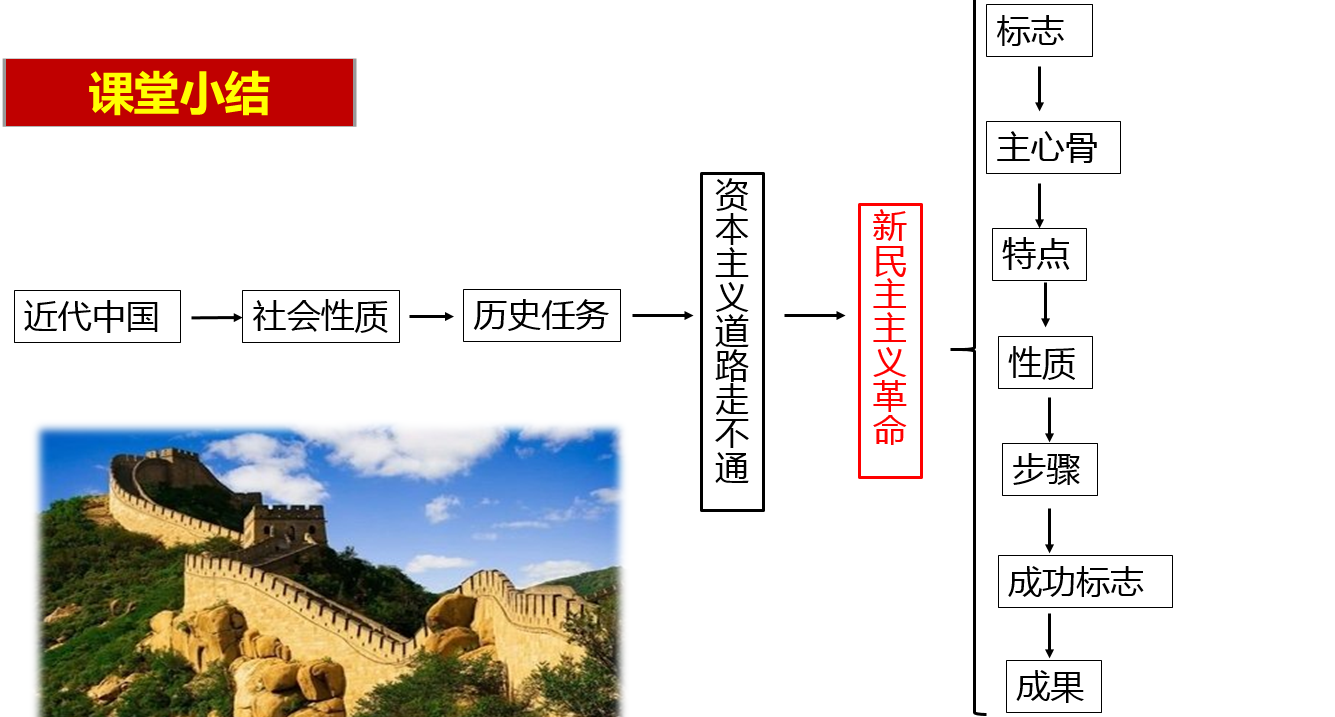 课堂小结
近代中国
社会性质
历史任务
资本主义道路走不通
新民主主义革命
标志
主心骨
特点
性质
步骤
成功标志
成果